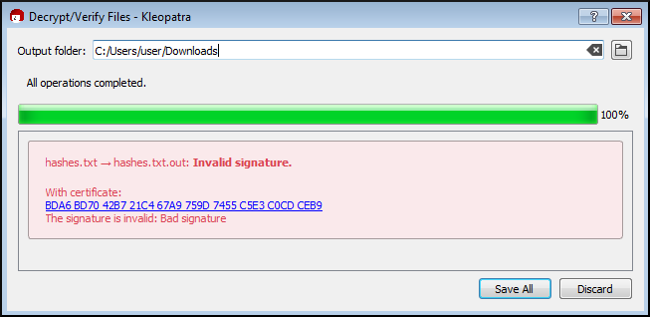 Decrypt/Verify Files - Kleopatra
Output folder: C:/Users/user/Downloads
All operations completed.
100%
hashes.txt → hashes.txt.out: Invalid signature.
With certificate:
BDA6 BD70 42B7 21C4 67A9 759D 7455 C5E3 C0CD CEB9
The signature is invalid: Bad signature
Save All Discard